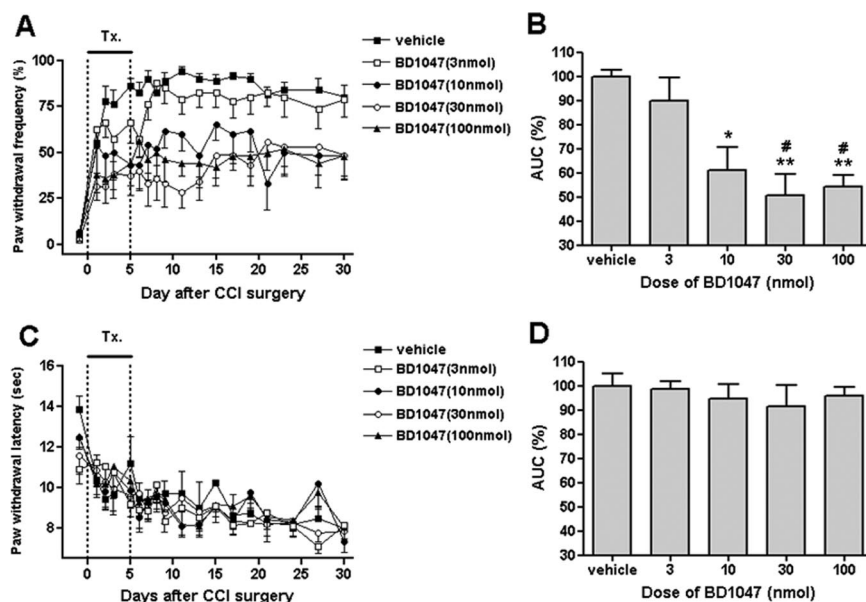 A
Tx.
Paw withdrawal frequency (%)
100
75
50
25
0
0 5 10 15 20 25 30
Day after CCI surgery
vehicle
BD1047(3nmol)
BD1047(10nmol)
BD1047(30nmol)
BD1047(100nmol)
B
AUC (%)
110
100
90
80
70
60
50
40
30
*
#
**
#
**
vehicle 3 10 30 100
Dose of BD1047 (nmol)
C
Tx.
Paw withdrawal latency (sec)
16
14
12
10
8
0 5 10 15 20 25 30
Days after CCI surgery
vehicle
BD1047(3nmol)
BD1047(10nmol)
BD1047(30nmol)
BD1047(100nmol)
D
AUC (%)
110
100
90
80
70
60
50
40
30
vehicle 3 10 30 100
Dose of BD1047 (nmol)